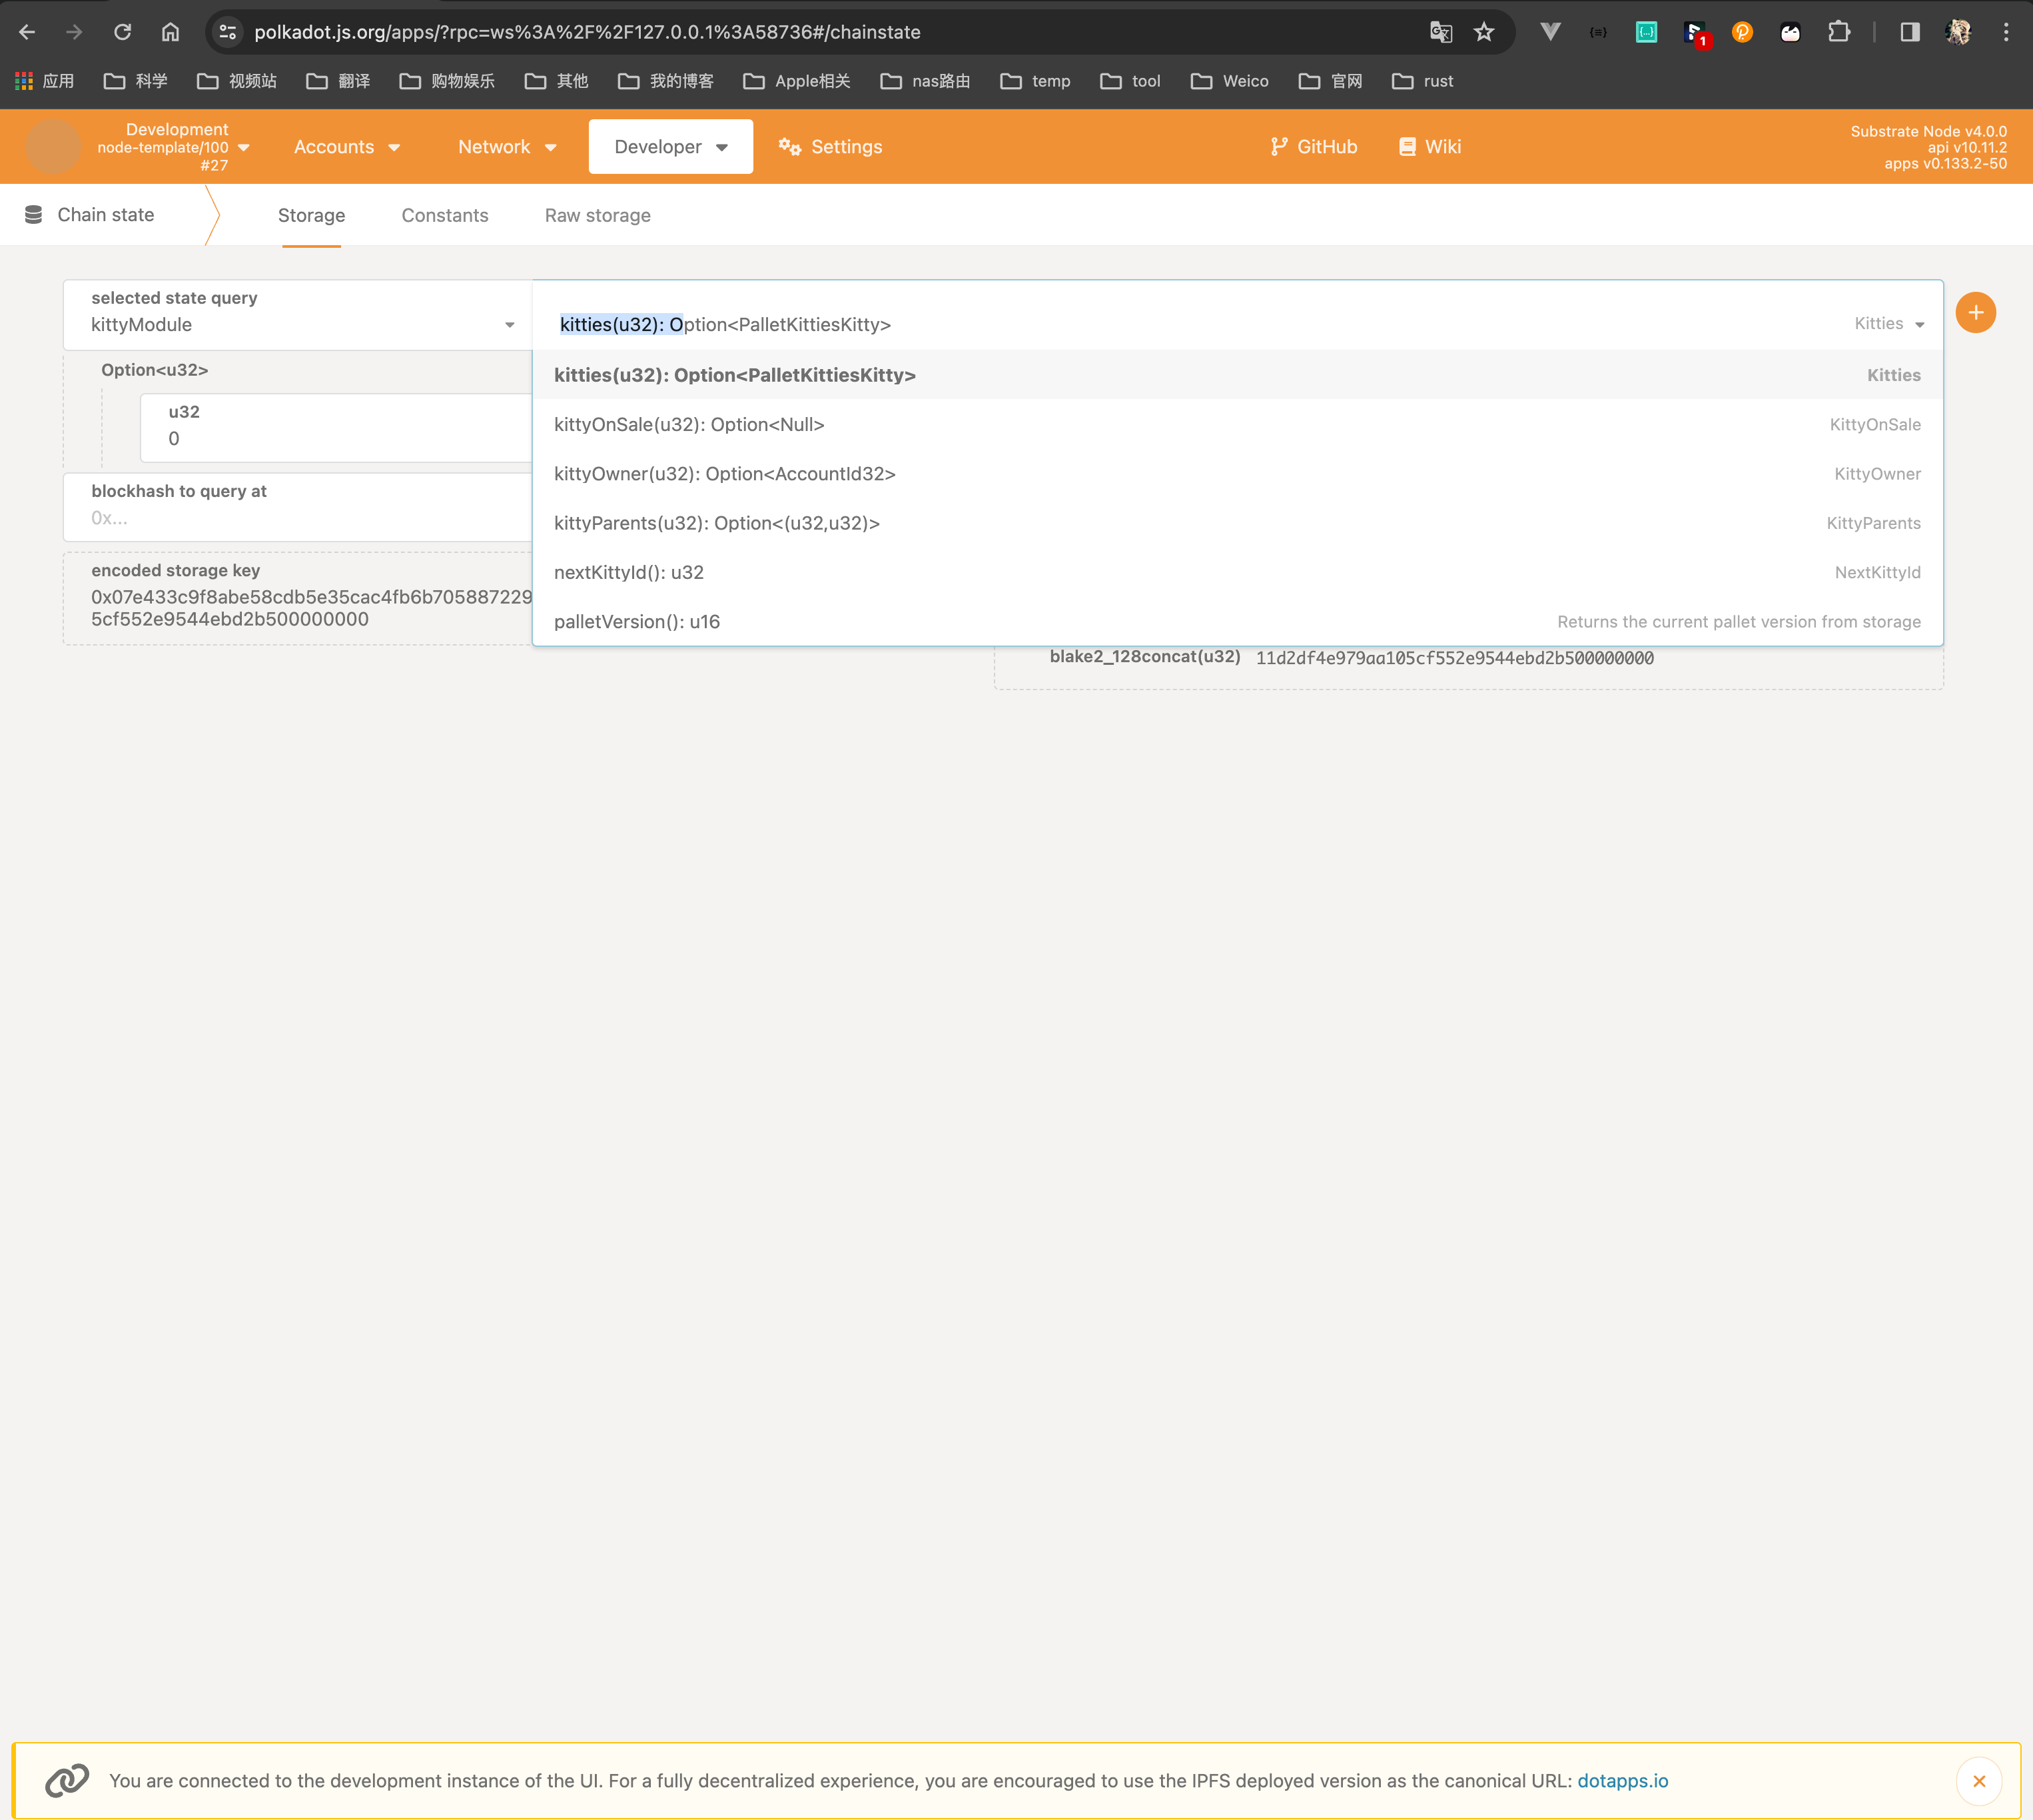 polkadot.js.org/apps/?rpc=ws%3A%2F%2F127.0.0.1%3A58736#/chainstate
1
应用 科学 视频站 翻译 购物娱乐 其他 我的博客 Apple相关 nas路由 temp tool Weico 官网 rust
Development
node-template/100
#27
Accounts Network Developer Settings GitHub Wiki
Substrate Node v4.0.0
api v10.11.2
apps v0.133.2-50
Chain state Storage Constants Raw storage
selected state query
kittyModule
kitties(u32): Option<PalletKittiesKitty> Kitties
kitties(u32): Option<PalletKittiesKitty> Kitties
kittyOnSale(u32): Option<Null> KittyOnSale
kittyOwner(u32): Option<AccountId32> KittyOwner
kittyParents(u32): Option<(u32,u32)> KittyParents
nextKittyId(): u32 NextKittyId
palletVersion(): u16 Returns the current pallet version from storage
Option<u32>
u32
0
blockhash to query at
0x...
encoded storage key
0x07e433c9f8abe58cdb5e35cac4fb6b705887229
5cf552e9544ebd2b500000000
blake2_128concat(u32) 11d2df4e979aa105cf552e9544ebd2b500000000
You are connected to the development instance of the UI. For a fully decentralized experience, you are encouraged to use the IPFS deployed version as the canonical URL: dotapps.io